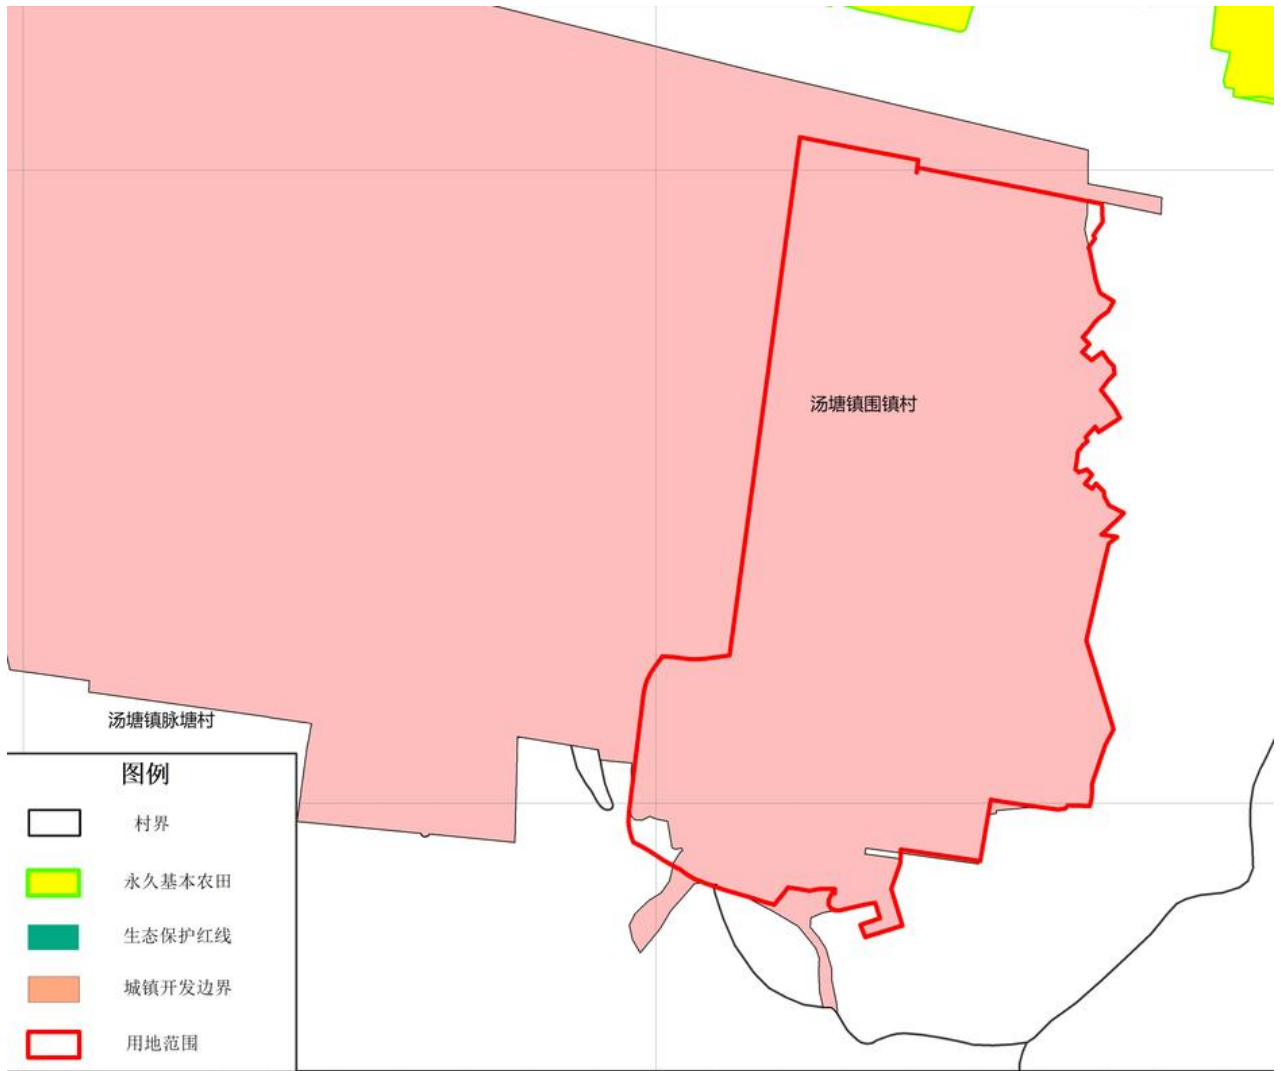 汤塘镇围镇村
汤塘镇脉塘村
图例
村界
永久基本农田
生态保护红线
城镇开发边界
用地范围